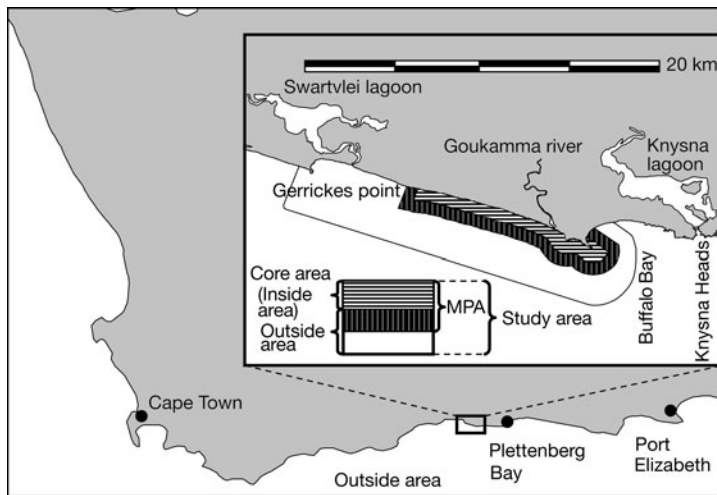 20 km
Swartvlei lagoon
Goukamma river
Knysna
lagoon
Gerrickes point
Core area
(Inside
area)
Outside
area
MPA
Study area
Buffalo Bay
Knysna Heads
Cape Town
Plettenberg
Bay
Port
Elizabeth
Outside area